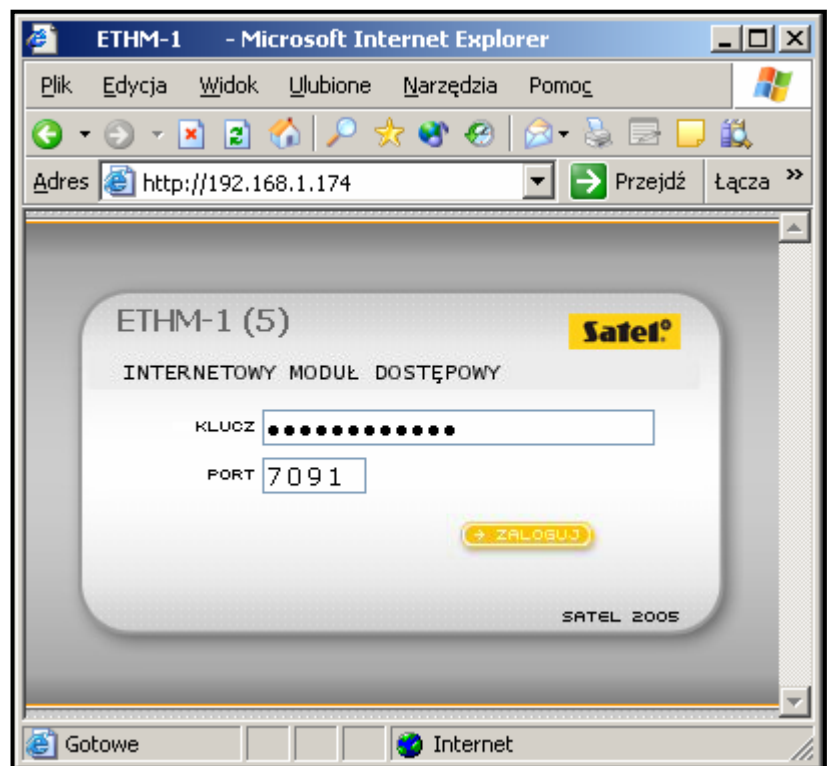 ETHM-1 - Microsoft Internet Explorer
Plik Edycja Widok Ulubione Narzędzia Pomoc
Adres http://192.168.1.174 Przejdź Łącza »
ETHM-1 (5)
Satel®
INTERNETOWY MODUŁ DOSTĘPOWY
KLUCZ ●●●●●●●●●●●●
PORT 7091
→ ZALOGUJ
SATEL 2005
Gotowe Internet